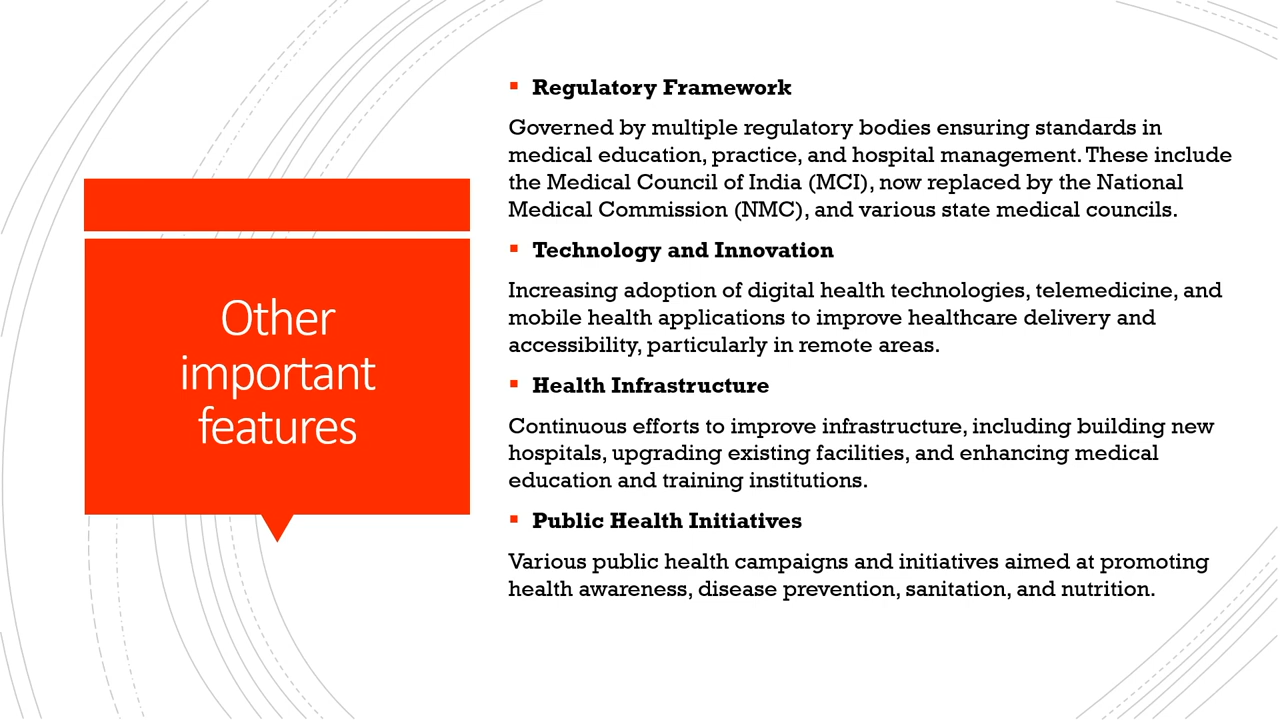 Other
important
features
▪ Regulatory Framework
Governed by multiple regulatory bodies ensuring standards in
medical education, practice, and hospital management. These include
the Medical Council of India (MCI), now replaced by the National
Medical Commission (NMC), and various state medical councils.
▪ Technology and Innovation
Increasing adoption of digital health technologies, telemedicine, and
mobile health applications to improve healthcare delivery and
accessibility, particularly in remote areas.
▪ Health Infrastructure
Continuous efforts to improve infrastructure, including building new
hospitals, upgrading existing facilities, and enhancing medical
education and training institutions.
▪ Public Health Initiatives
Various public health campaigns and initiatives aimed at promoting
health awareness, disease prevention, sanitation, and nutrition.